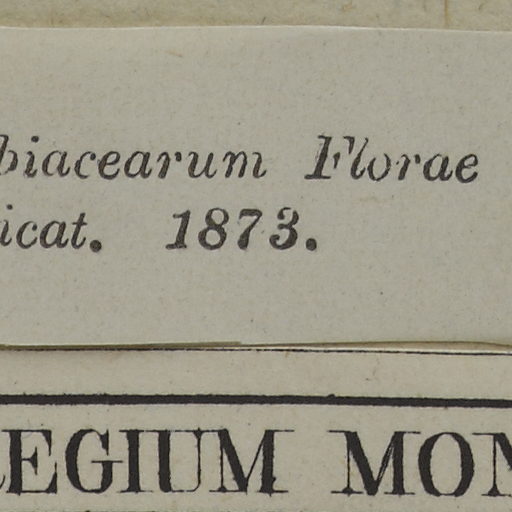 biacearum Florae
icat. 1873.
EGIUM MON